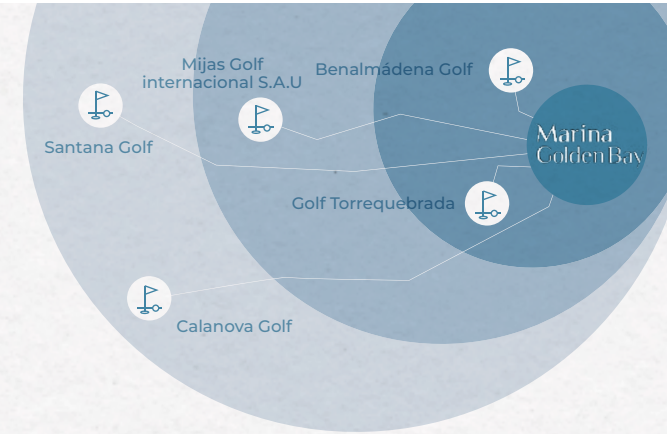 Mijas Golf
internacional S.A.U
Benalmádena Golf
Santana Golf
Marina
Golden Bay
Golf Torrequebrada
Calanova Golf